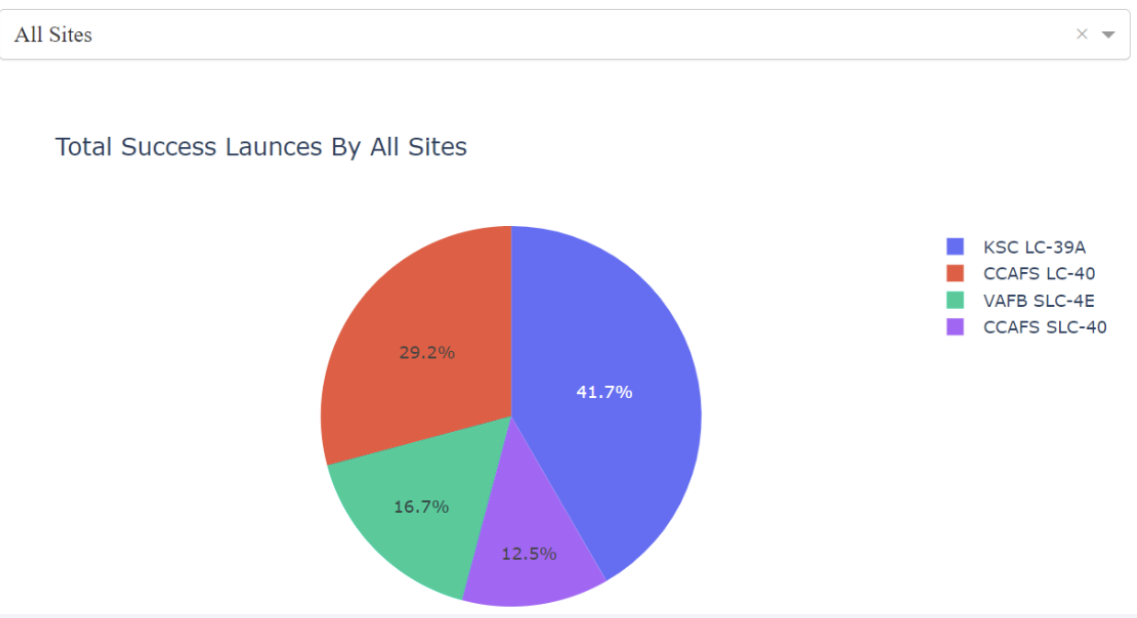 All Sites
Total Success Launces By All Sites
KSC LC-39A
CCAFS LC-40
VAFB SLC-4E
CCAFS SLC-40
29.2%
41.7%
16.7%
12.5%